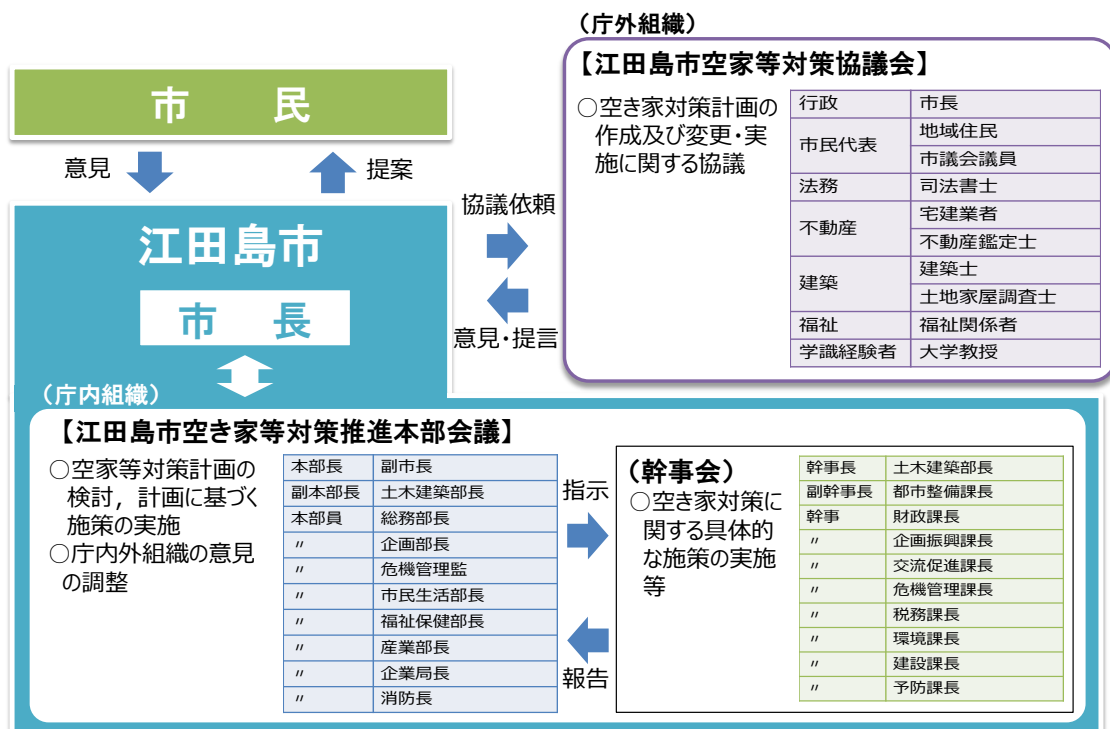 （庁外組織）
【江田島市空家等対策協議会】
○空き家対策計画の
作成及び変更・実
施に関する協議
行政 市長
市民代表 地域住民
市議会議員
法務 司法書士
不動産 宅建業者
不動産鑑定士
建築 建築士
土地家屋調査士
福祉 福祉関係者
学識経験者 大学教授
市　民
意見 提案
江田島市
市　長
協議依頼
意見・提言
（庁内組織）
【江田島市空き家等対策推進本部会議】
○空家等対策計画の
検討，計画に基づく
施策の実施
○庁内外組織の意見
の調整
本部長 副市長
副本部長 土木建築部長
本部員 総務部長
〃 企画部長
〃 危機管理監
〃 市民生活部長
〃 福祉保健部長
〃 産業部長
〃 企業局長
〃 消防長
指示
報告
（幹事会）
○空き家対策に
関する具体的
な施策の実施
等
幹事長 土木建築部長
副幹事長 都市整備課長
幹事 財政課長
〃 企画振興課長
〃 交流促進課長
〃 危機管理課長
〃 税務課長
〃 環境課長
〃 建設課長
〃 予防課長